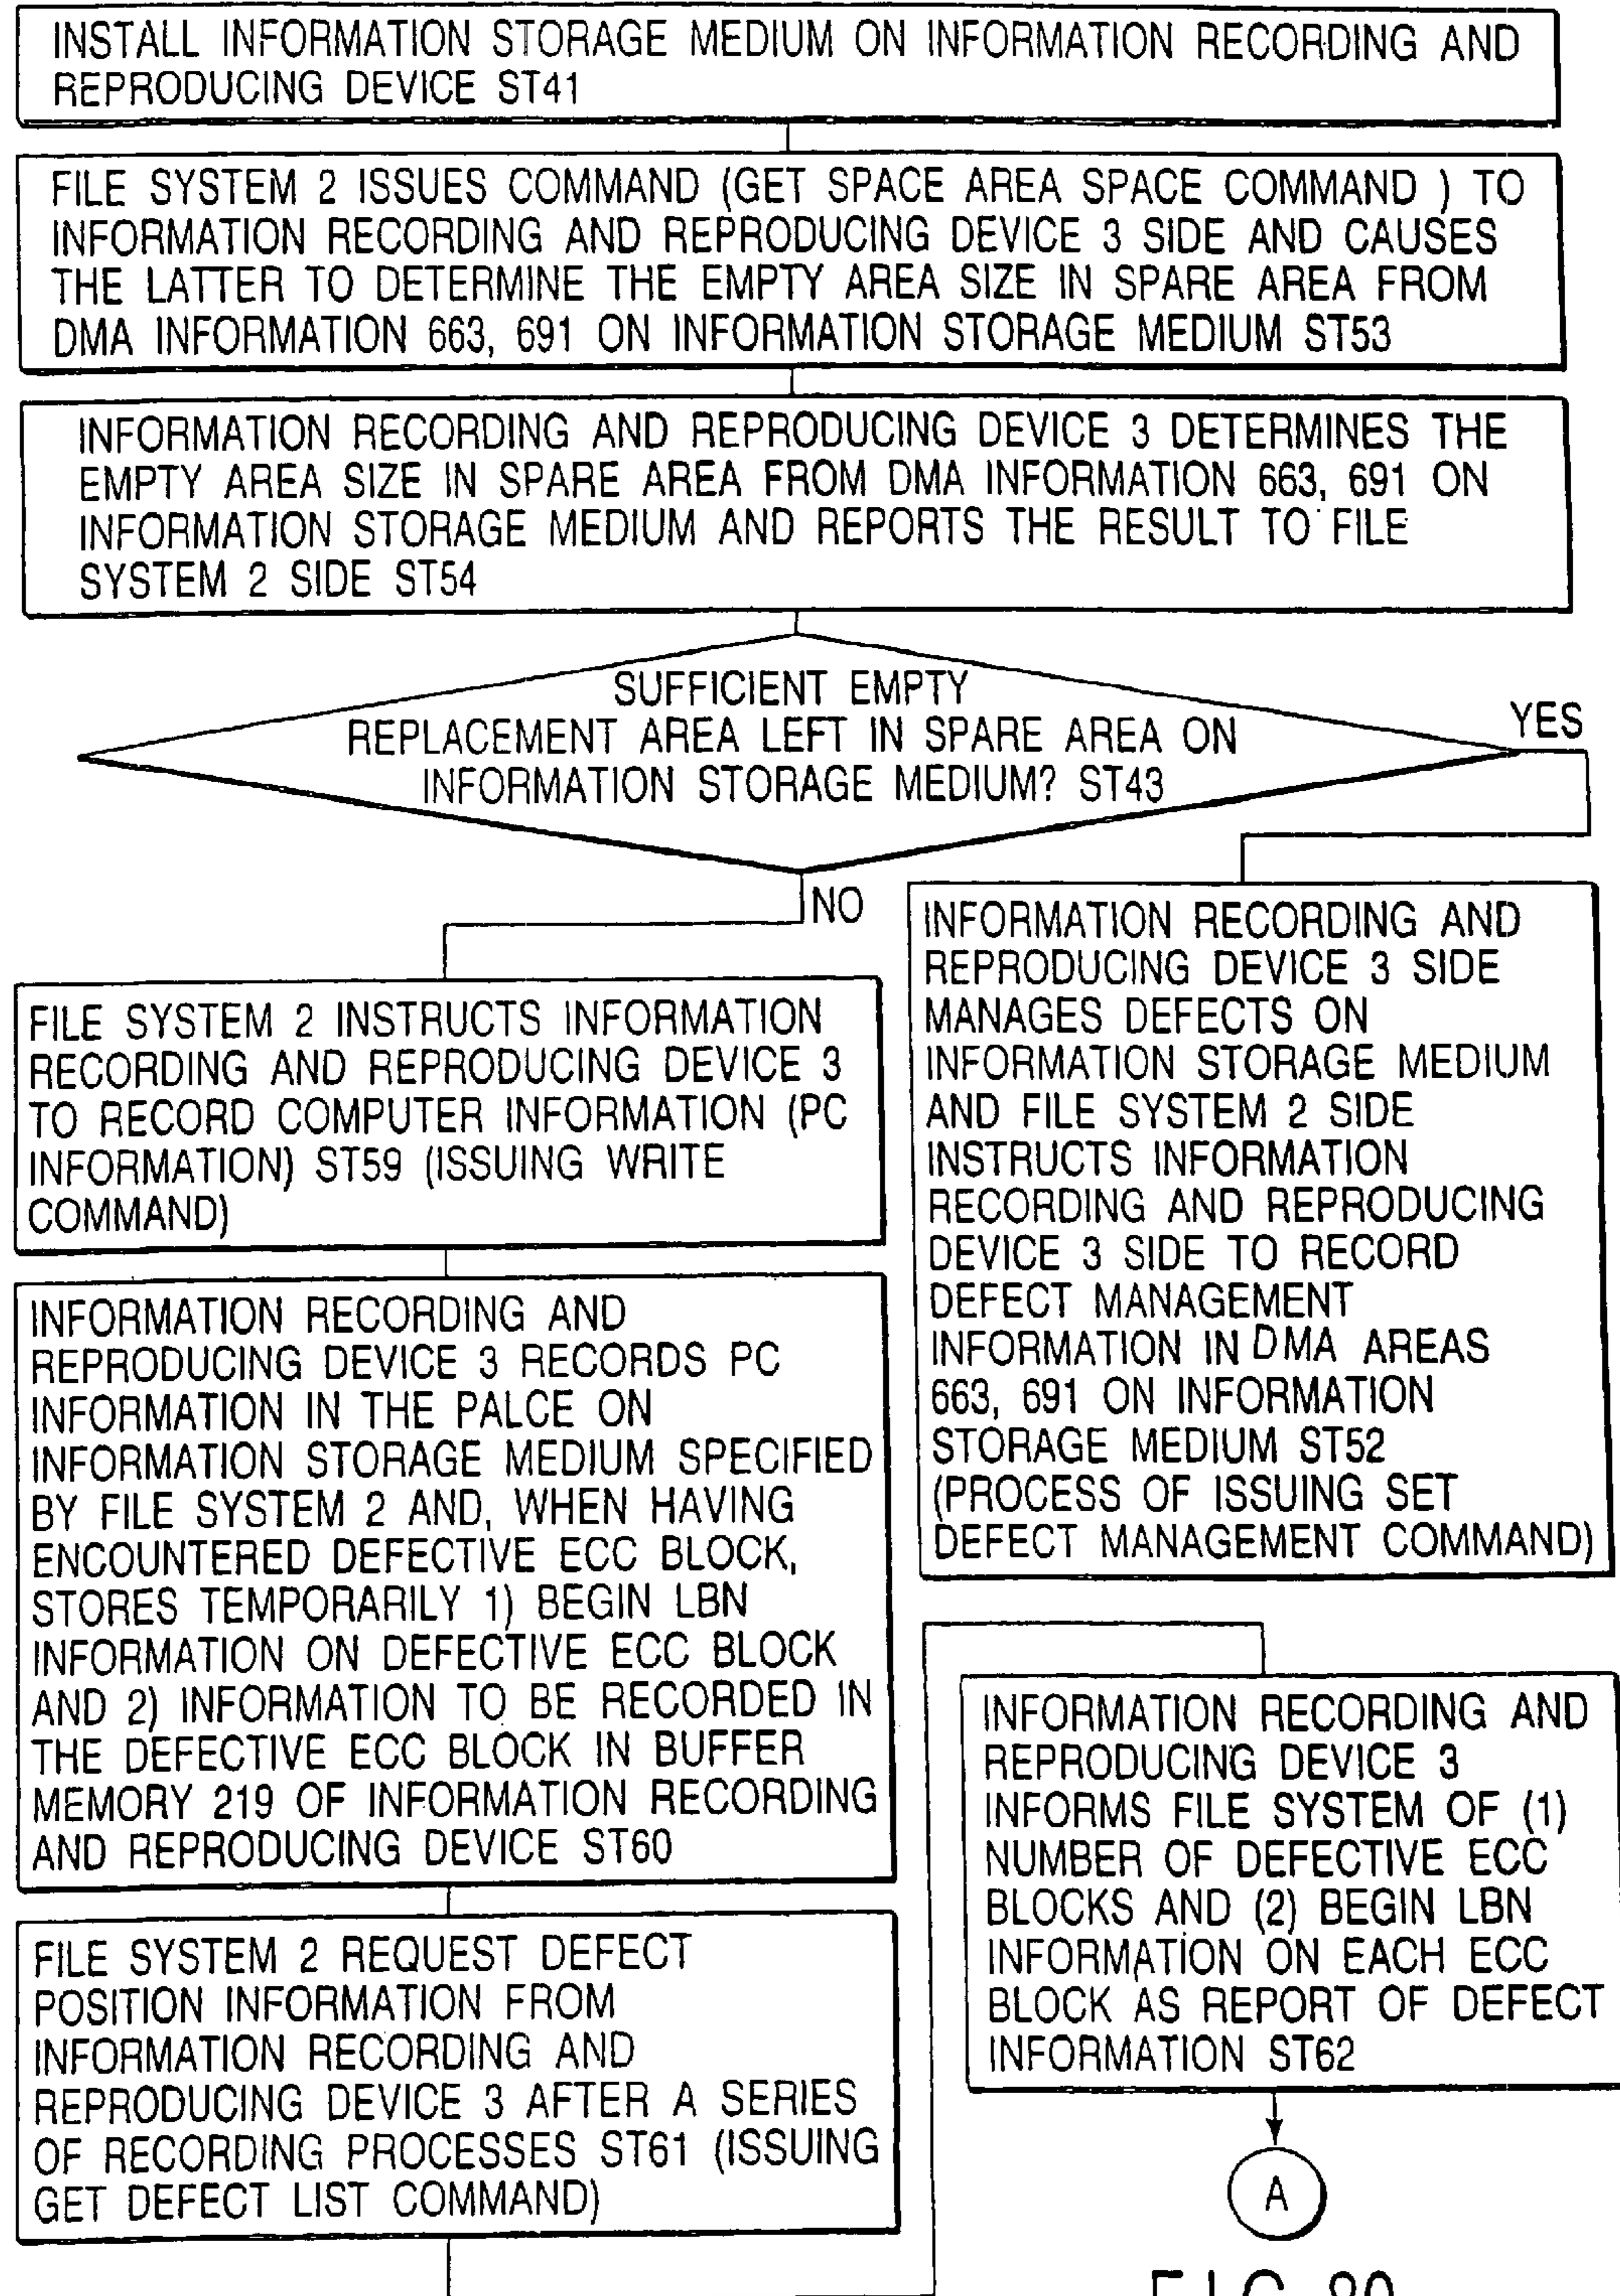 INSTALL INFORMATION STORAGE MEDIUM ON INFORMATION RECORDING AND
REPRODUCING DEVICE ST41
FILE SYSTEM 2 ISSUES COMMAND (GET SPACE AREA SPACE COMMAND ) TO
INFORMATION RECORDING AND REPRODUCING DEVICE 3 SIDE AND CAUSES
THE LATTER TO DETERMINE THE EMPTY AREA SIZE IN SPARE AREA FROM
DMA INFORMATION 663, 691 ON INFORMATION STORAGE MEDIUM ST53
INFORMATION RECORDING AND REPRODUCING DEVICE 3 DETERMINES THE
EMPTY AREA SIZE IN SPARE AREA FROM DMA INFORMATION 663, 691 ON
INFORMATION STORAGE MEDIUM AND REPORTS THE RESULT TO FILE
SYSTEM 2 SIDE ST54
SUFFICIENT EMPTY
REPLACEMENT AREA LEFT IN SPARE AREA ON
INFORMATION STORAGE MEDIUM? ST43
YES
NO
FILE SYSTEM 2 INSTRUCTS INFORMATION
RECORDING AND REPRODUCING DEVICE 3
TO RECORD COMPUTER INFORMATION (PC
INFORMATION) ST59 (ISSUING WRITE
COMMAND)
INFORMATION RECORDING AND
REPRODUCING DEVICE 3 SIDE
MANAGES DEFECTS ON
INFORMATION STORAGE MEDIUM
AND FILE SYSTEM 2 SIDE
INSTRUCTS INFORMATION
RECORDING AND REPRODUCING
DEVICE 3 SIDE TO RECORD
DEFECT MANAGEMENT
INFORMATION IN DMA AREAS
663, 691 ON INFORMATION
STORAGE MEDIUM ST52
(PROCESS OF ISSUING SET
DEFECT MANAGEMENT COMMAND)
INFORMATION RECORDING AND
REPRODUCING DEVICE 3 RECORDS PC
INFORMATION IN THE PALCE ON
INFORMATION STORAGE MEDIUM SPECIFIED
BY FILE SYSTEM 2 AND, WHEN HAVING
ENCOUNTERED DEFECTIVE ECC BLOCK,
STORES TEMPORARILY 1) BEGIN LBN
INFORMATION ON DEFECTIVE ECC BLOCK
AND 2) INFORMATION TO BE RECORDED IN
THE DEFECTIVE ECC BLOCK IN BUFFER
MEMORY 219 OF INFORMATION RECORDING
AND REPRODUCING DEVICE ST60
FILE SYSTEM 2 REQUEST DEFECT
POSITION INFORMATION FROM
INFORMATION RECORDING AND
REPRODUCING DEVICE 3 AFTER A SERIES
OF RECORDING PROCESSES ST61 (ISSUING
GET DEFECT LIST COMMAND)
INFORMATION RECORDING AND
REPRODUCING DEVICE 3
INFORMS FILE SYSTEM OF (1)
NUMBER OF DEFECTIVE ECC
BLOCKS AND (2) BEGIN LBN
INFORMATION ON EACH ECC
BLOCK AS REPORT OF DEFECT
INFORMATION ST62
A